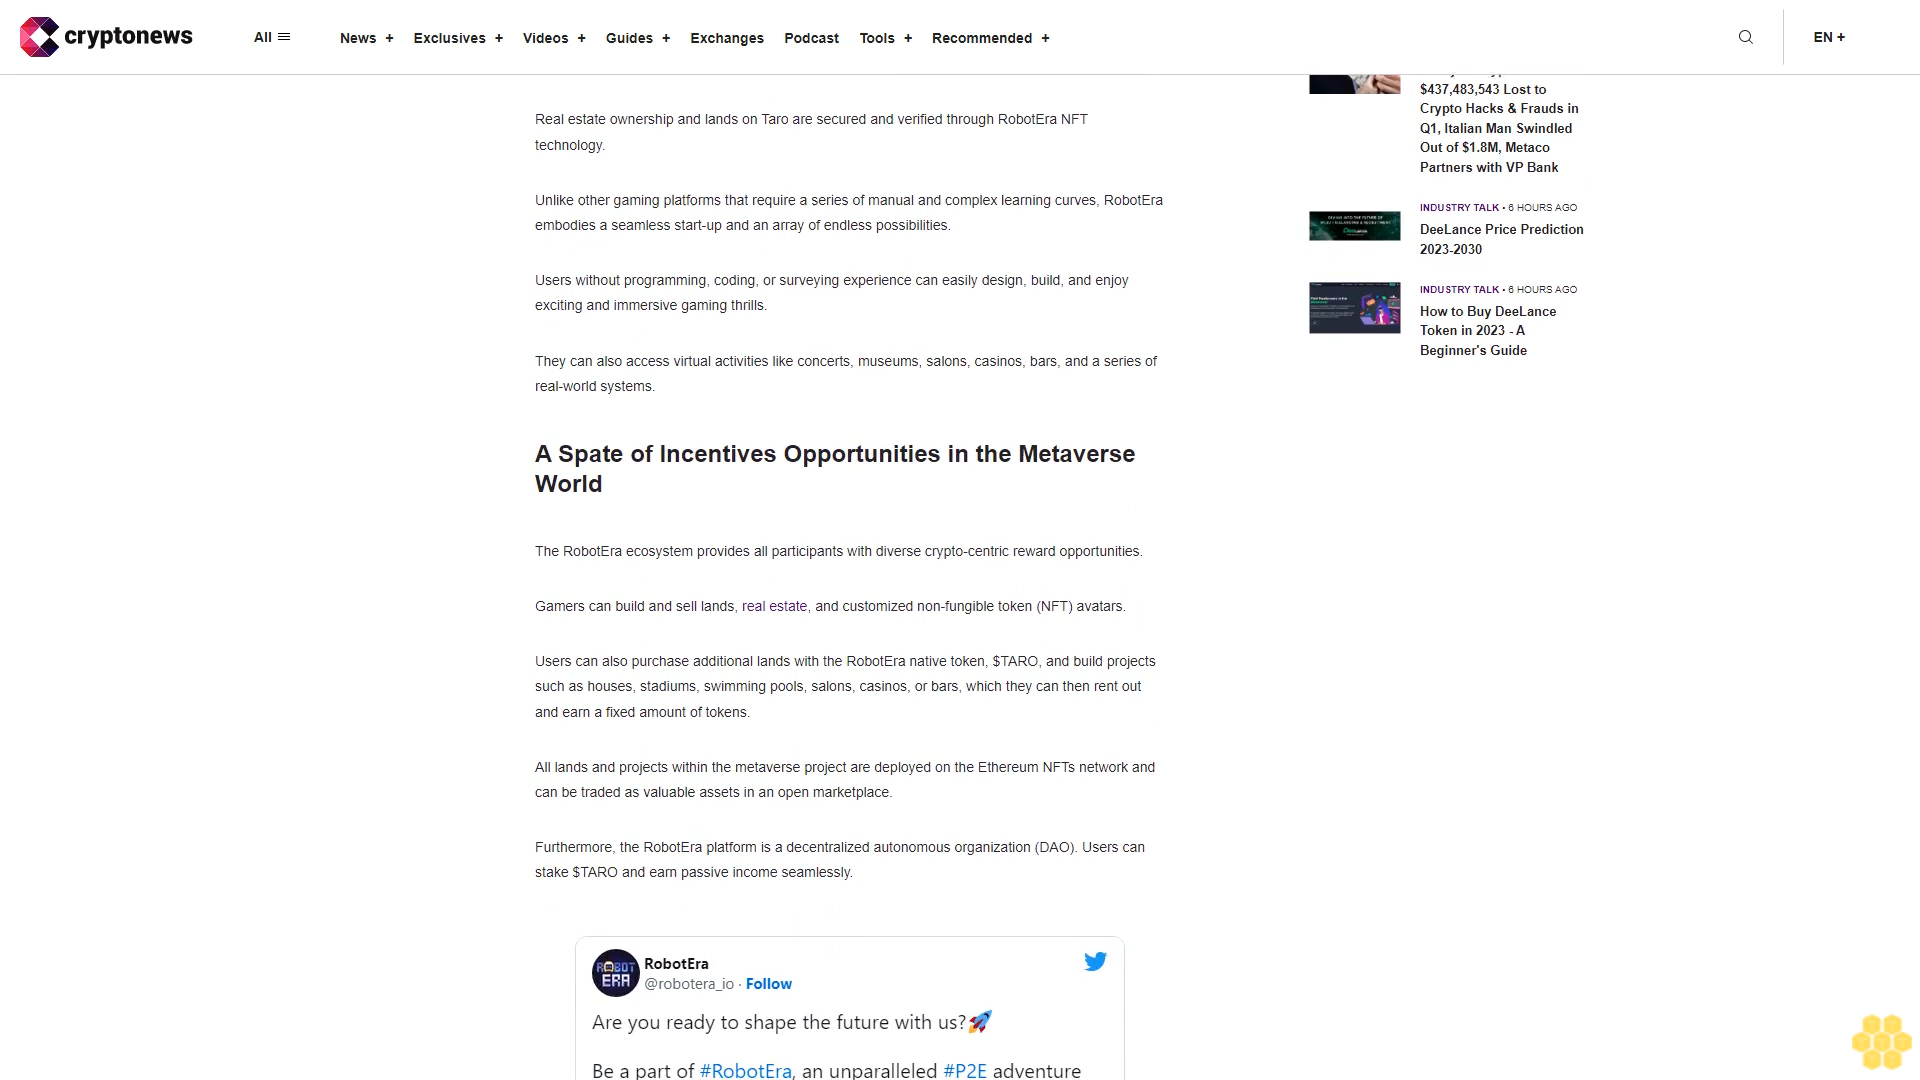 cryptonews
All
News +
Exclusives +
Videos +
Guides +
Exchanges
Podcast
Tools +
Recommended +
EN +
Real estate ownership and lands on Taro are secured and verified through RobotEra NFT
technology.
Unlike other gaming platforms that require a series of manual and complex learning curves, RobotEra
embodies a seamless start-up and an array of endless possibilities.
Users without programming, coding, or surveying experience can easily design, build, and enjoy
exciting and immersive gaming thrills.
They can also access virtual activities like concerts, museums, salons, casinos, bars, and a series of
real-world systems.
A Spate of Incentives Opportunities in the Metaverse
World
The RobotEra ecosystem provides all participants with diverse crypto-centric reward opportunities.
Gamers can build and sell lands, real estate, and customized non-fungible token (NFT) avatars.
Users can also purchase additional lands with the RobotEra native token, $TARO, and build projects
such as houses, stadiums, swimming pools, salons, casinos, or bars, which they can then rent out
and earn a fixed amount of tokens.
All lands and projects within the metaverse project are deployed on the Ethereum NFTs network and
can be traded as valuable assets in an open marketplace.
Furthermore, the RobotEra platform is a decentralized autonomous organization (DAO). Users can
stake $TARO and earn passive income seamlessly.
ROBOT
ERA
RobotEra
@robotera_io · Follow
Are you ready to shape the future with us?🚀
Be a part of #RobotEra, an unparalleled #P2E adventure
$437,483,543 Lost to
Crypto Hacks & Frauds in
Q1, Italian Man Swindled
Out of $1.8M, Metaco
Partners with VP Bank
INDUSTRY TALK • 6 HOURS AGO
DeeLance Price Prediction
2023-2030
INDUSTRY TALK • 6 HOURS AGO
How to Buy DeeLance
Token in 2023 - A
Beginner's Guide